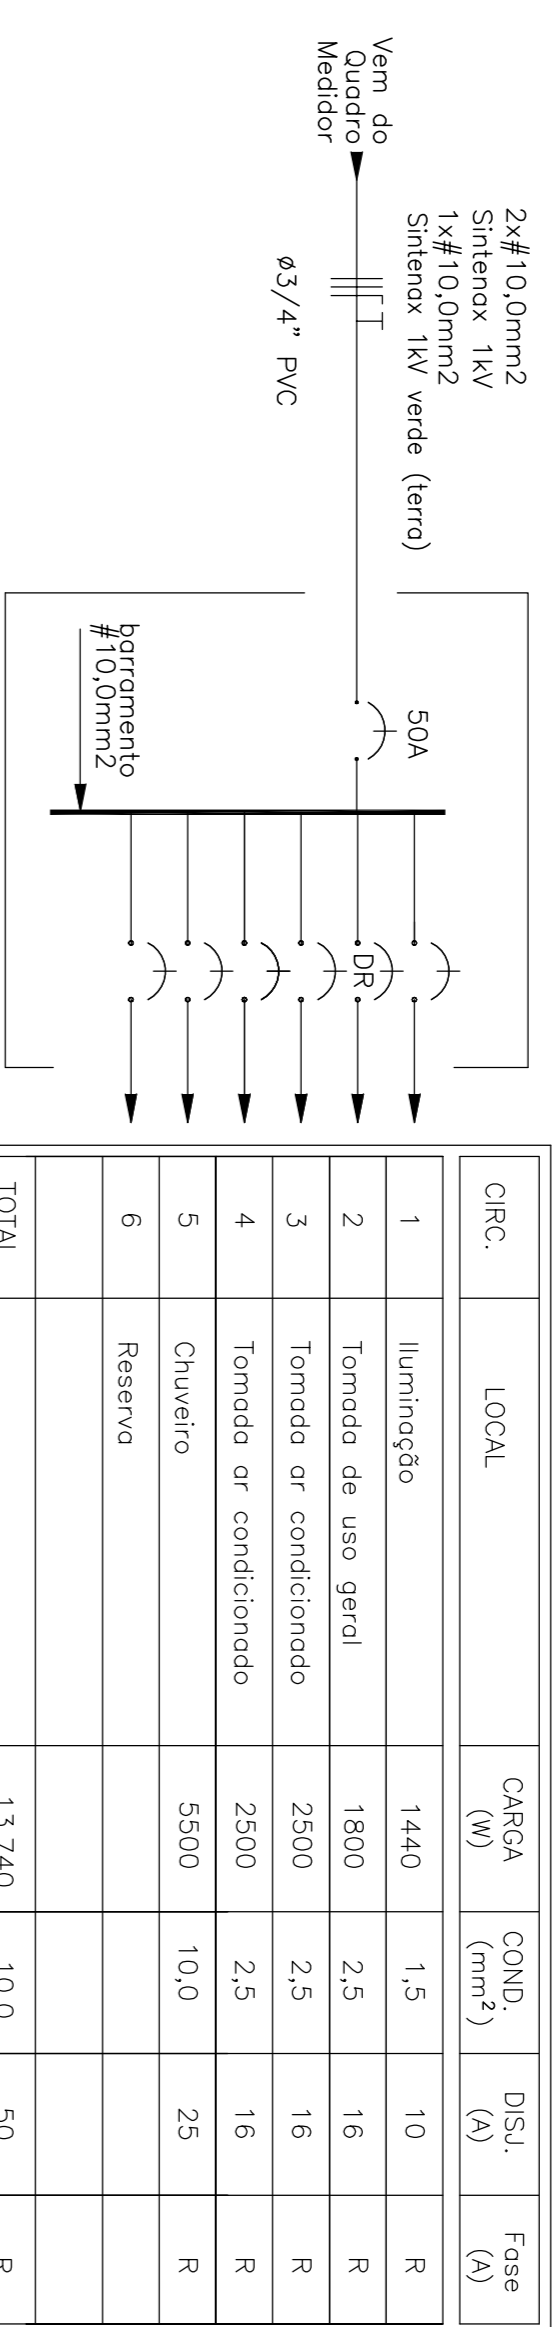 2x#10,0mm2
Sintenax 1kV
1x#10,0mm2
Sintenax 1kV verde (terra)
Vem do
Quadro
Medidor
ø3/4" PVC
50A
DR
barramento
#10,0mm2
CIRC. LOCAL CARGA (W) COND. (mm²) DISJ. (A) Fase (A)
1 Iluminação 1440 1,5 10 R
2 Tomada de uso geral 1800 2,5 16 R
3 Tomada ar condicionado 2500 2,5 16 R
4 Tomada ar condicionado 2500 2,5 16 R
5 Chuveiro 5500 10,0 25 R
6 Reserva
TOTAL 13.740 10,0 50 R